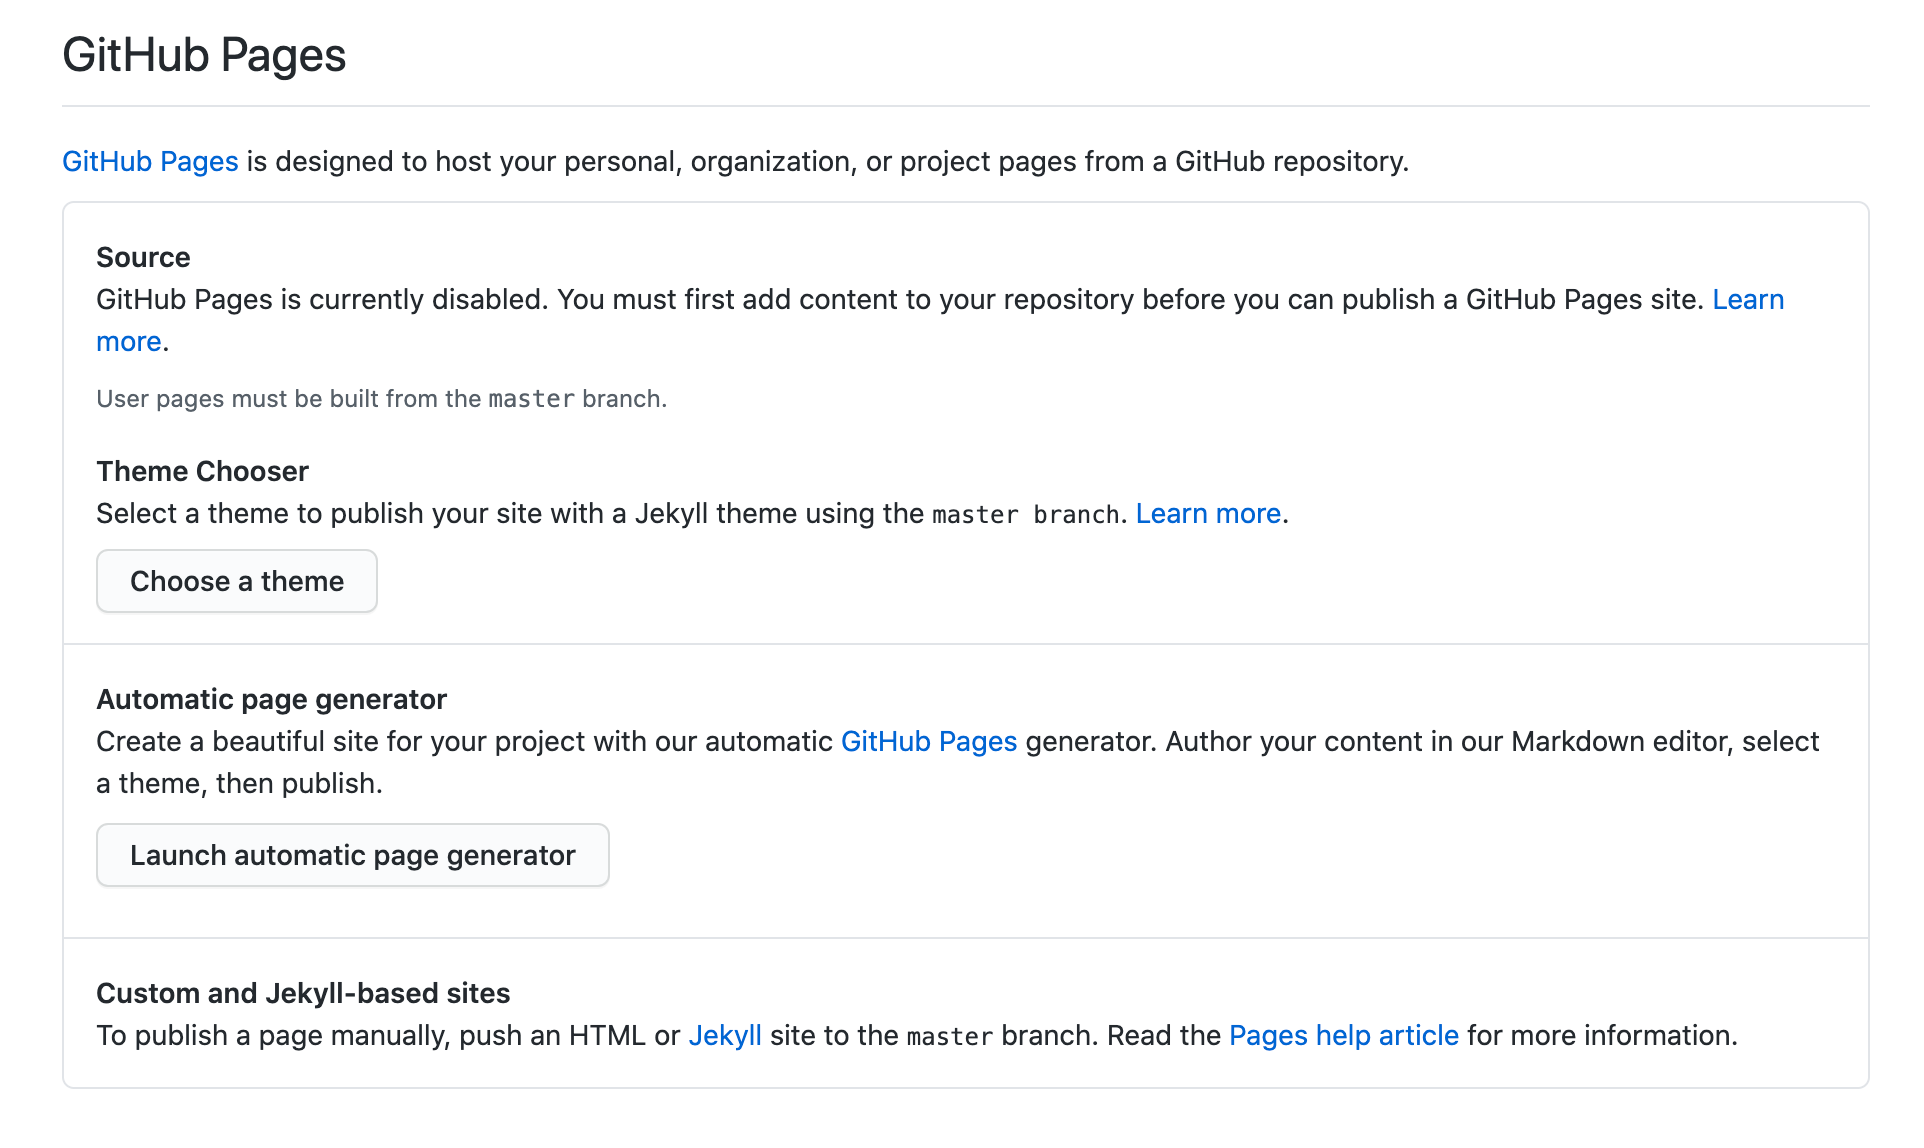 GitHub Pages
GitHub Pages is designed to host your personal, organization, or project pages from a GitHub repository.
Source
GitHub Pages is currently disabled. You must first add content to your repository before you can publish a GitHub Pages site. Learn
more.
User pages must be built from the master branch.
Theme Chooser
Select a theme to publish your site with a Jekyll theme using the master branch. Learn more.
Choose a theme
Automatic page generator
Create a beautiful site for your project with our automatic GitHub Pages generator. Author your content in our Markdown editor, select
a theme, then publish.
Launch automatic page generator
Custom and Jekyll-based sites
To publish a page manually, push an HTML or Jekyll site to the master branch. Read the Pages help article for more information.